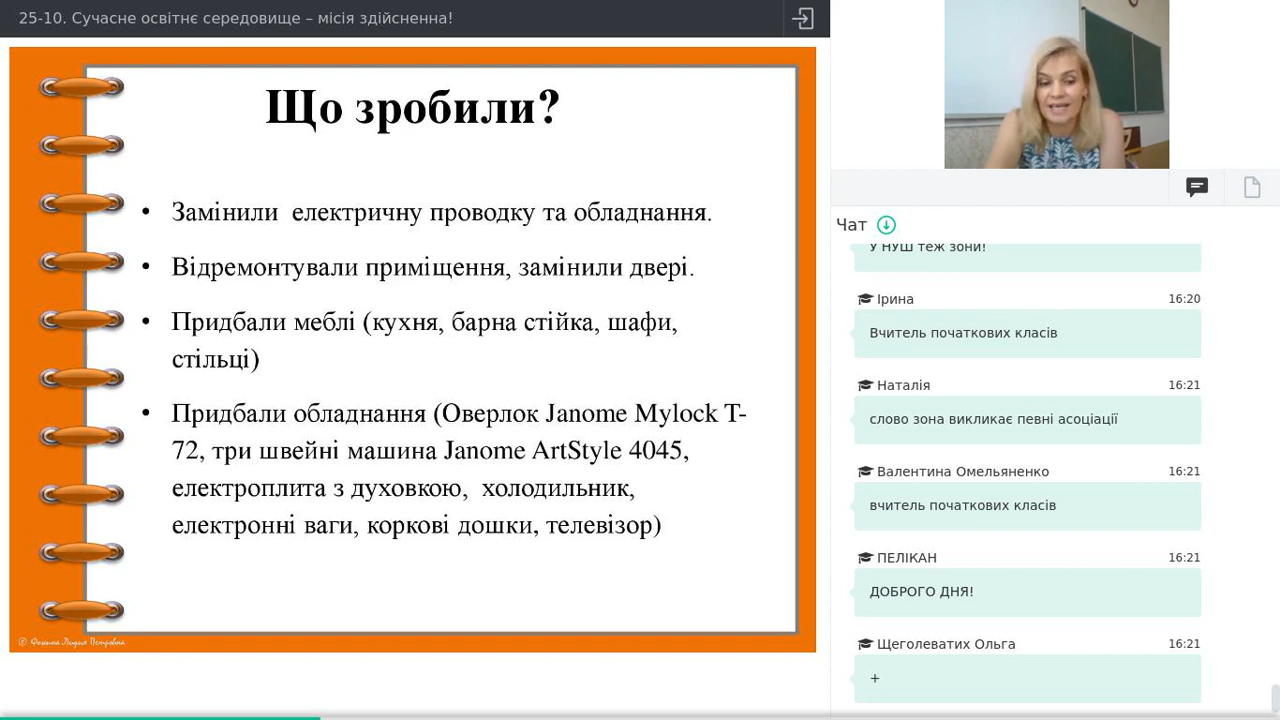 25-10. Сучасне освітнє середовище – місія здійсненна!
Що зробили?
• Замінили електричну проводку та обладнання.
• Відремонтували приміщення, замінили двері.
• Придбали меблі (кухня, барна стійка, шафи,
стільці)
• Придбали обладнання (Оверлок Janome Mylock T-
72, три швейні машина Janome ArtStyle 4045,
електроплита з духовкою, холодильник,
електронні ваги, коркові дошки, телевізор)
© Фокина Лидия Петровна
Чат
У НУШ теж зони!
Ірина 16:20
Вчитель початкових класів
Наталія 16:21
слово зона викликає певні асоціації
Валентина Омельяненко 16:21
вчитель початкових класів
ПЕЛІКАН 16:21
ДОБРОГО ДНЯ!
Щеголеватих Ольга 16:21
+